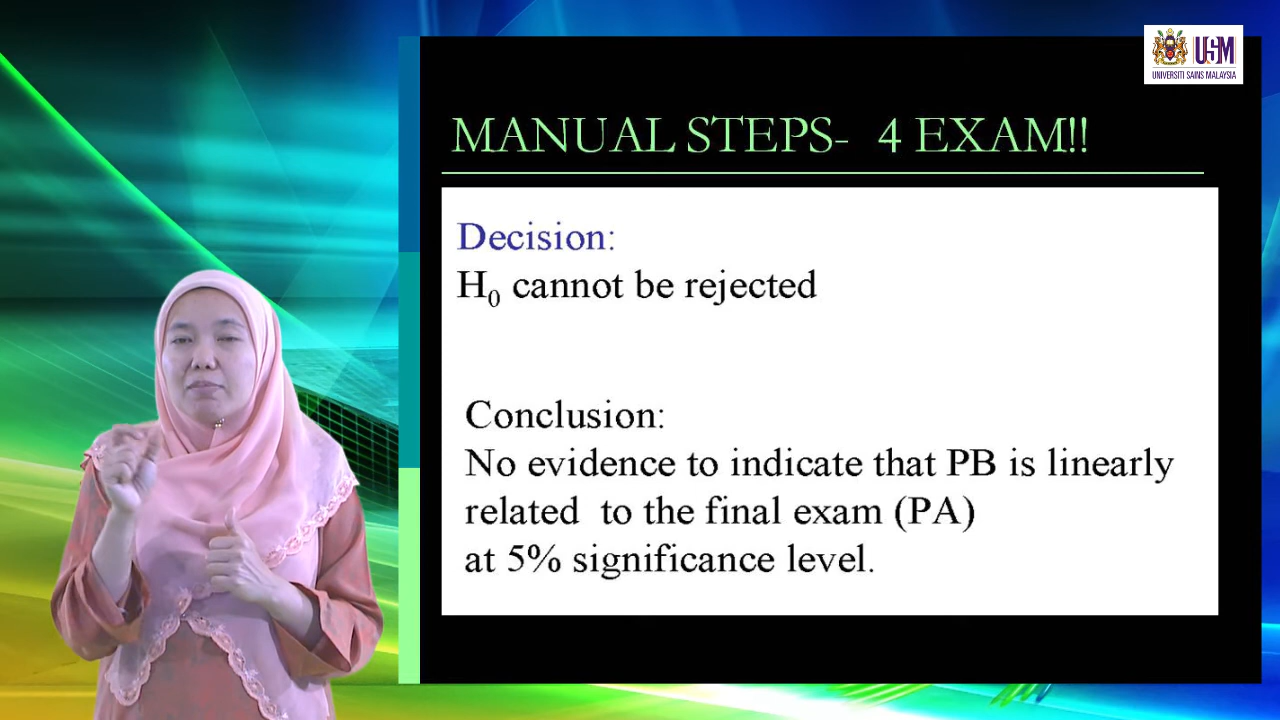 USM
UNIVERSITI SAINS MALAYSIA
MANUAL STEPS- 4 EXAM!!
Decision:
H₀ cannot be rejected
Conclusion:
No evidence to indicate that PB is linearly
related to the final exam (PA)
at 5% significance level.